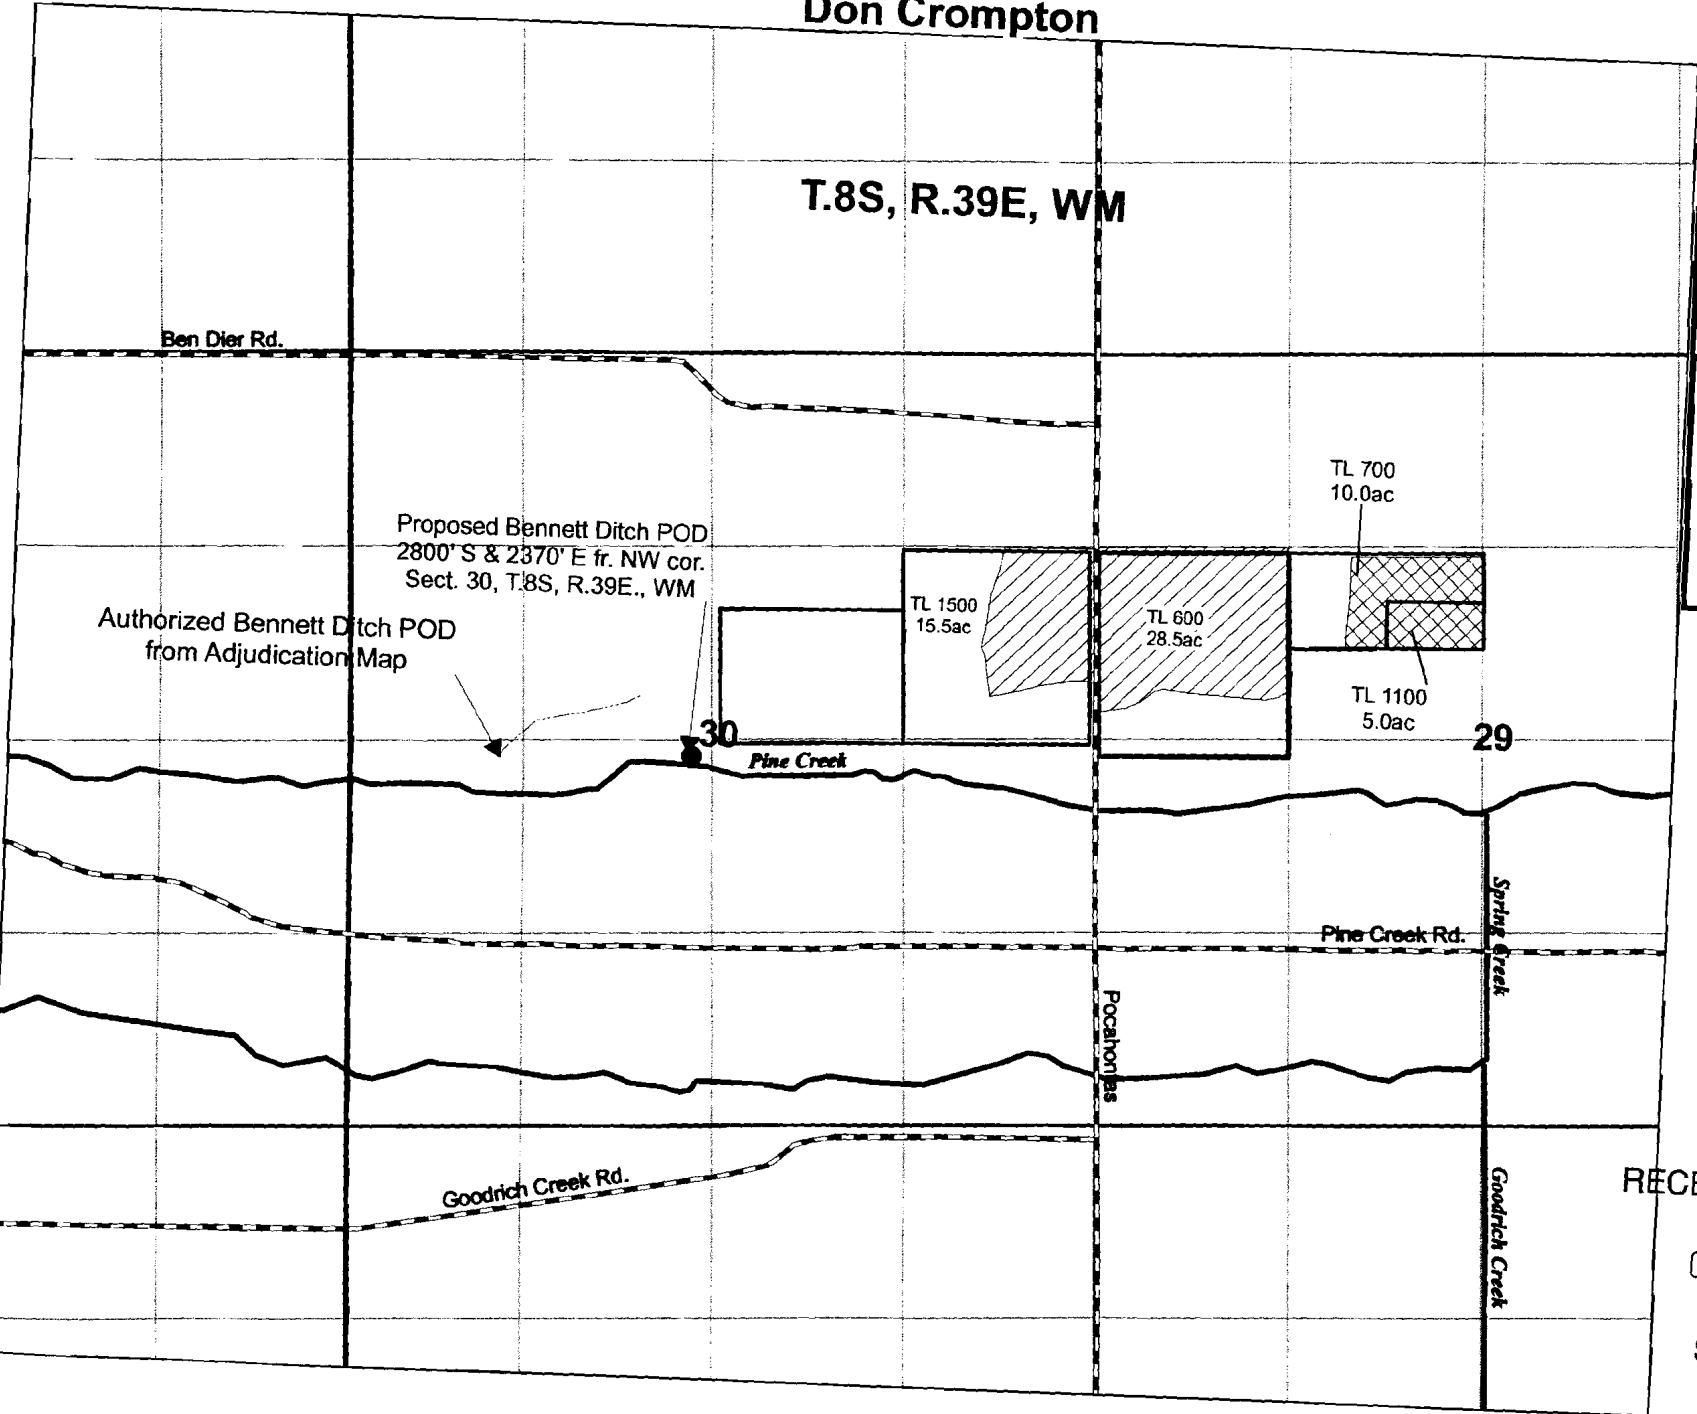 Don Crompton
T.8S, R.39E, WM
Ben Dier Rd.
TL 700
10.0ac
Proposed Bennett Ditch POD
2800' S & 2370' E fr. NW cor.
Sect. 30, T.8S, R.39E., WM
Authorized Bennett Ditch POD
from Adjudication Map
TL 1500
15.5ac
TL 600
28.5ac
TL 1100
5.0ac
30
29
Pine Creek
Spring Creek
Pine Creek Rd.
Pocahontas
Goodrich Creek Rd.
Goodrich Creek